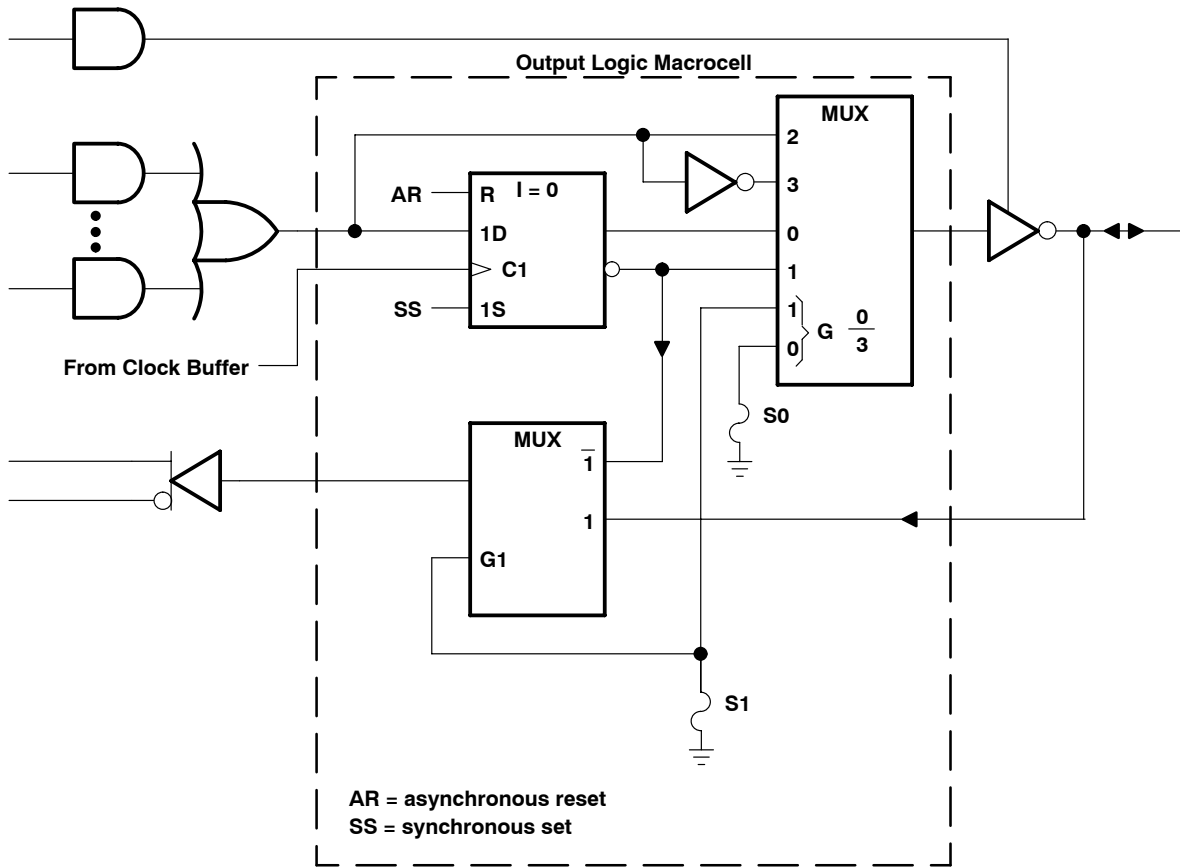 Output Logic Macrocell
MUX
2
3
0
1
1
0
G 0
3
AR
R
I = 0
1D
C1
SS
1S
From Clock Buffer
S0
MUX
1
1
G1
S1
AR = asynchronous reset
SS = synchronous set